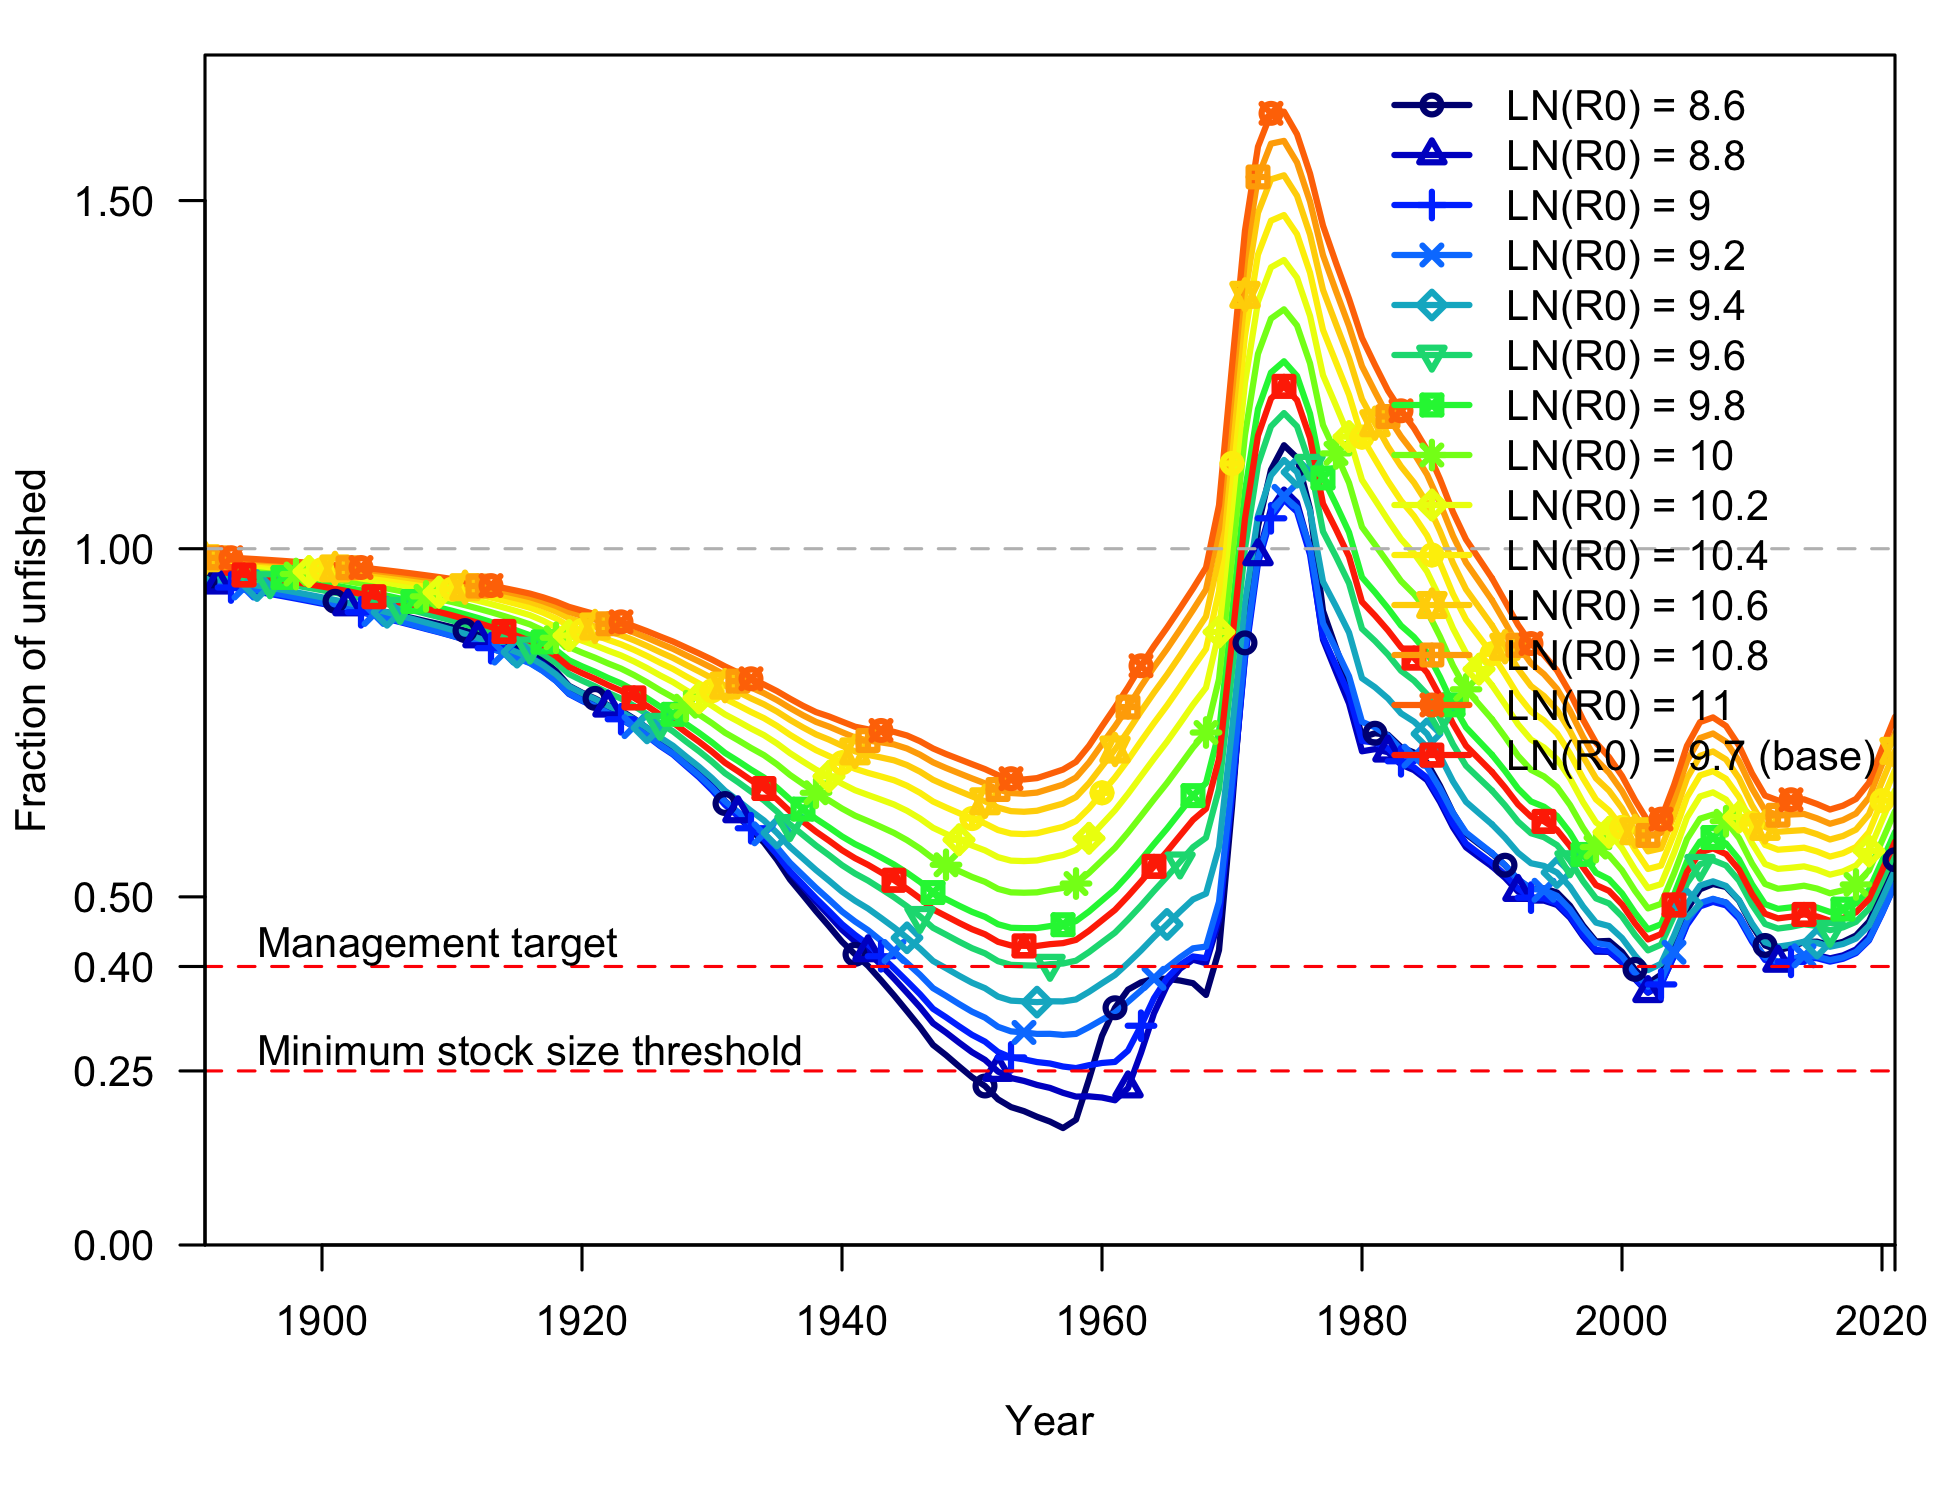 LN(R0) = 8.6
LN(R0) = 8.8
LN(R0) = 9
LN(R0) = 9.2
LN(R0) = 9.4
LN(R0) = 9.6
LN(R0) = 9.8
LN(R0) = 10
LN(R0) = 10.2
LN(R0) = 10.4
LN(R0) = 10.6
LN(R0) = 10.8
LN(R0) = 11
LN(R0) = 9.7 (base)
1.50
1.00
0.50
0.40
0.25
0.00
Fraction of unfished
Management target
Minimum stock size threshold
1900 1920 1940 1960 1980 2000 2020
Year